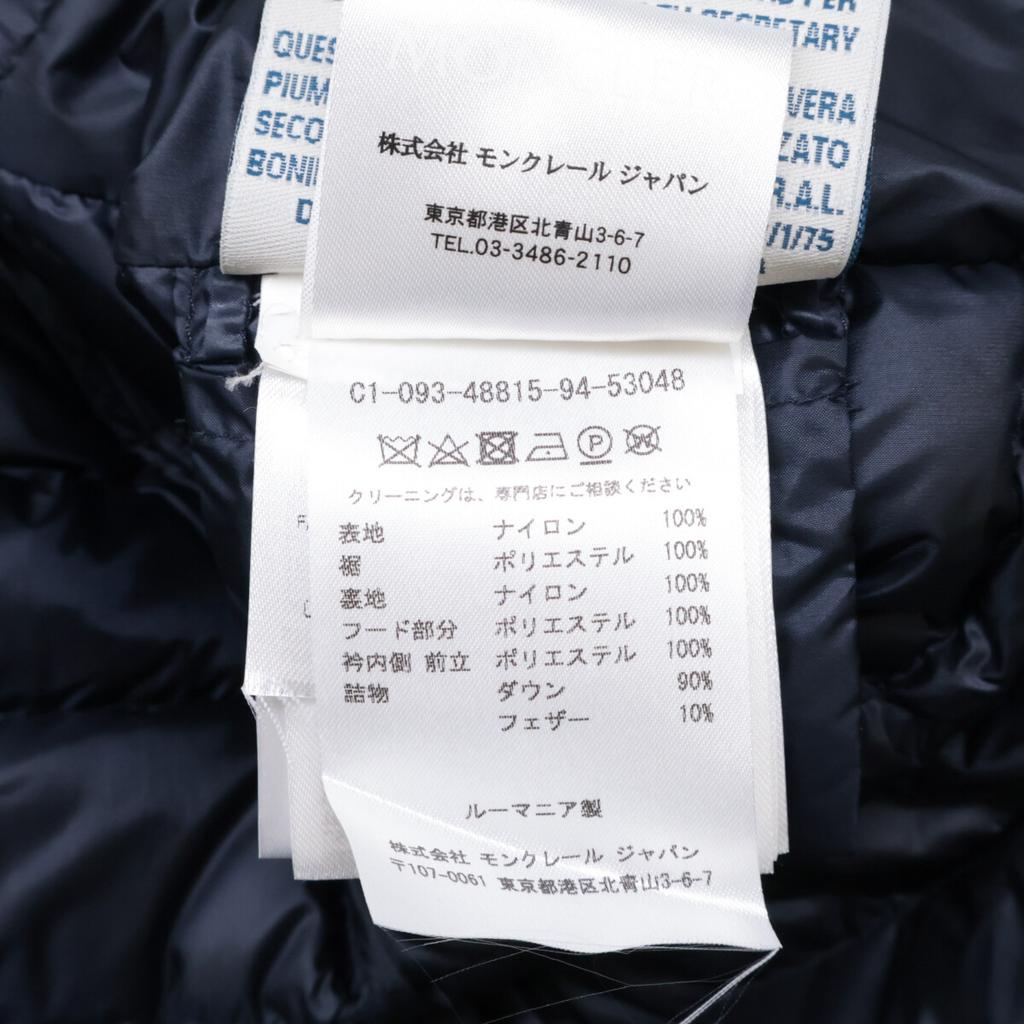 SECRETARY
VERA
ZATO
R.A.L.
/1/75
QUES
PIUM
SECO
BONI
D
株式会社 モンクレール ジャパン
東京都港区北青山3-6-7
TEL.03-3486-2110
C1-093-48815-94-53048
クリーニングは、専門店にご相談ください
表地 ナイロン 100%
裾 ポリエステル 100%
裏地 ナイロン 100%
フード部分 ポリエステル 100%
衿内側 前立 ポリエステル 100%
詰物 ダウン 90%
フェザー 10%
ルーマニア製
株式会社 モンクレール ジャパン
〒107-0061 東京都港区北青山3-6-7